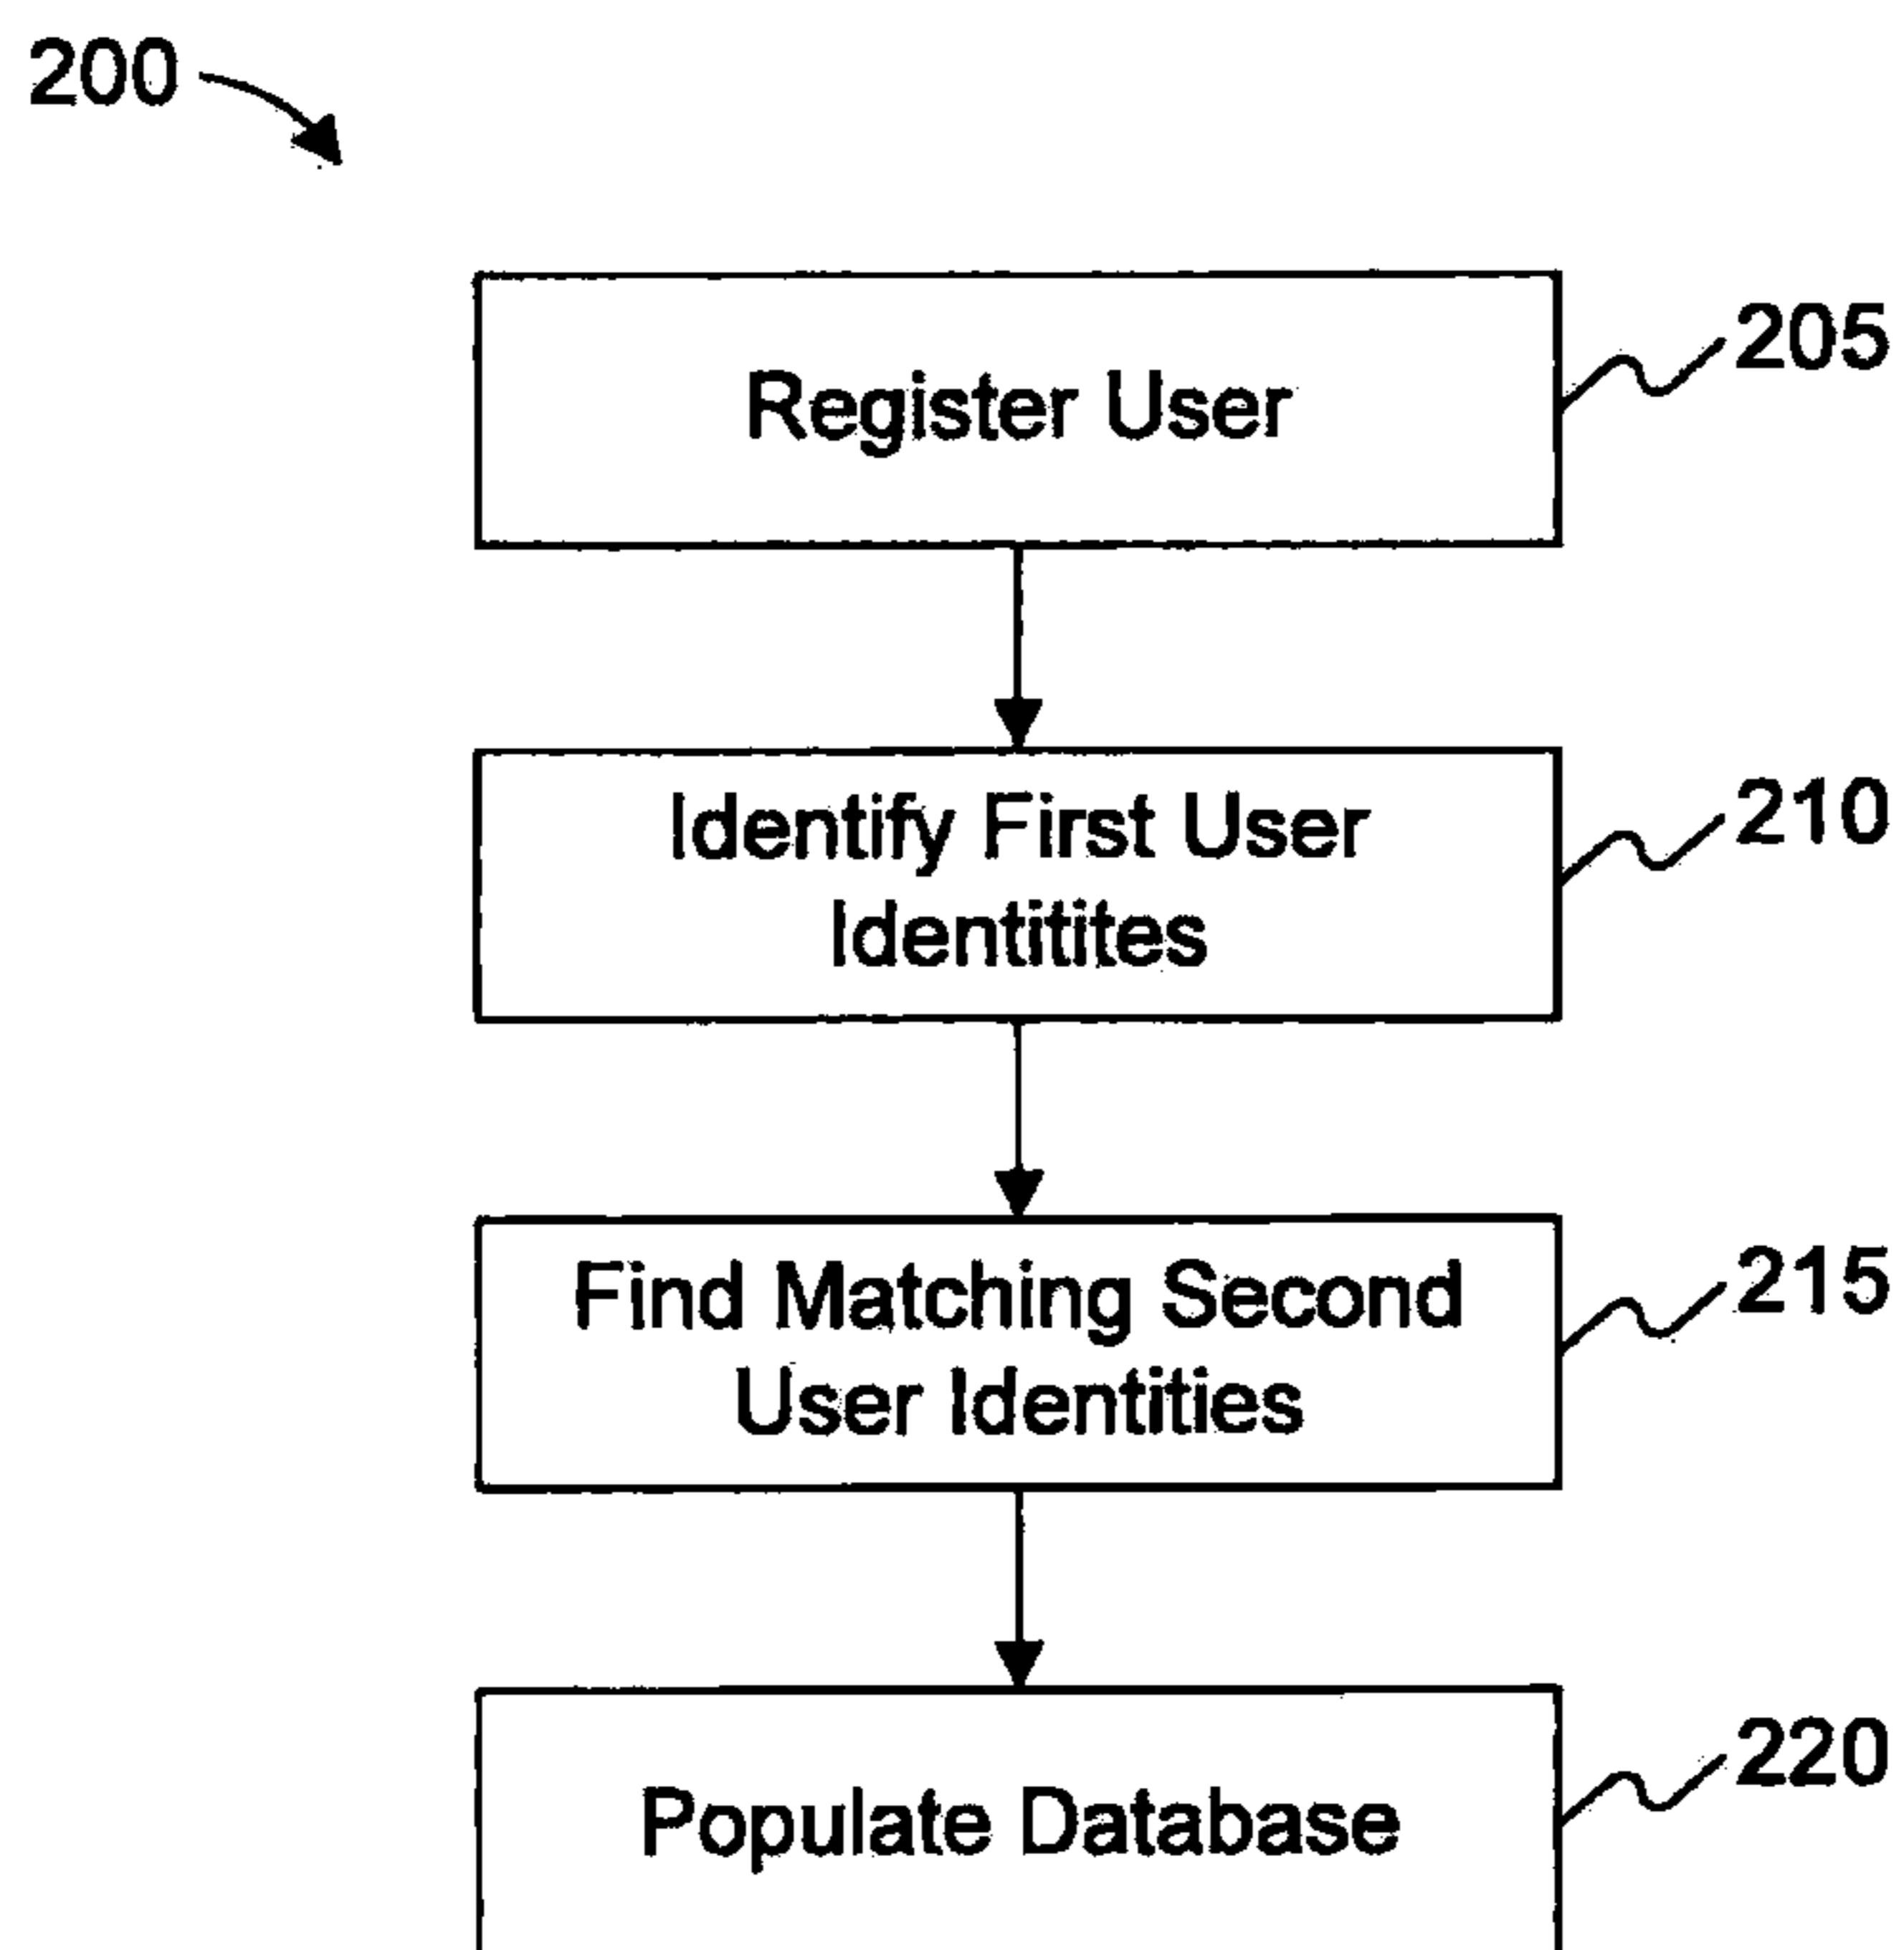 200
Register User
205
Identify First User
Identitites
210
Find Matching Second
User Identities
215
Populate Database
220